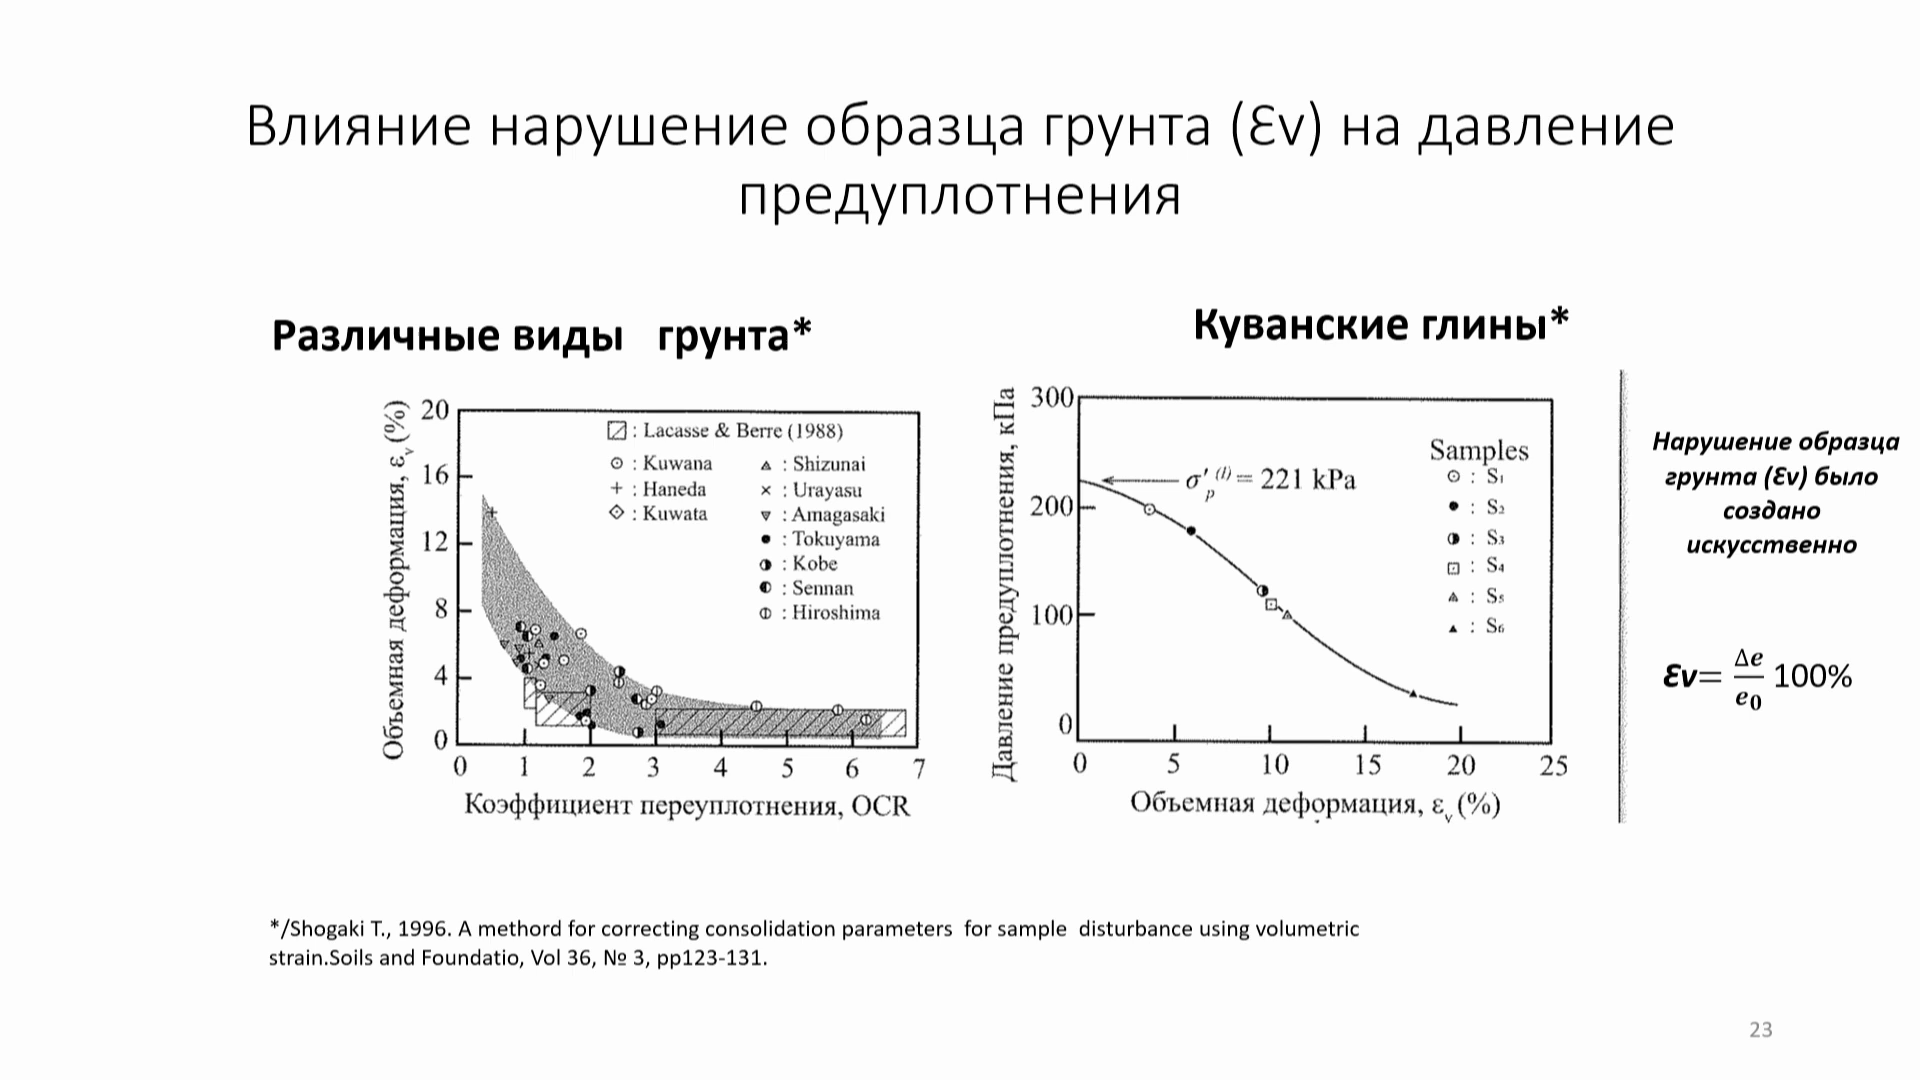 Влияние нарушение образца грунта (Ɛv) на давление
предуплотнения
Различные виды грунта*
Куванские глины*
Объемная деформация, εv (%)
20
16
12
8
4
0
: Lacasse & Berre (1988)
: Kuwana
: Haneda
: Kuwata
: Shizunai
: Urayasu
: Amagasaki
: Tokuyama
: Kobe
: Sennan
: Hiroshima
0 1 2 3 4 5 6 7
Коэффициент переуплотнения, OCR
Давление предуплотнения, кПа
300
200
100
0
σ'p(I) = 221 kPa
Samples
: S1
: S2
: S3
: S4
: S5
: S6
0 5 10 15 20 25
Объемная деформация, εv (%)
Нарушение образца
грунта (Ɛv) было
создано
искусственно
Ɛv= Δe/e0 100%
*/Shogaki T., 1996. A methord for correcting consolidation parameters for sample disturbance using volumetric
strain.Soils and Foundatio, Vol 36, № 3, pp123-131.
23